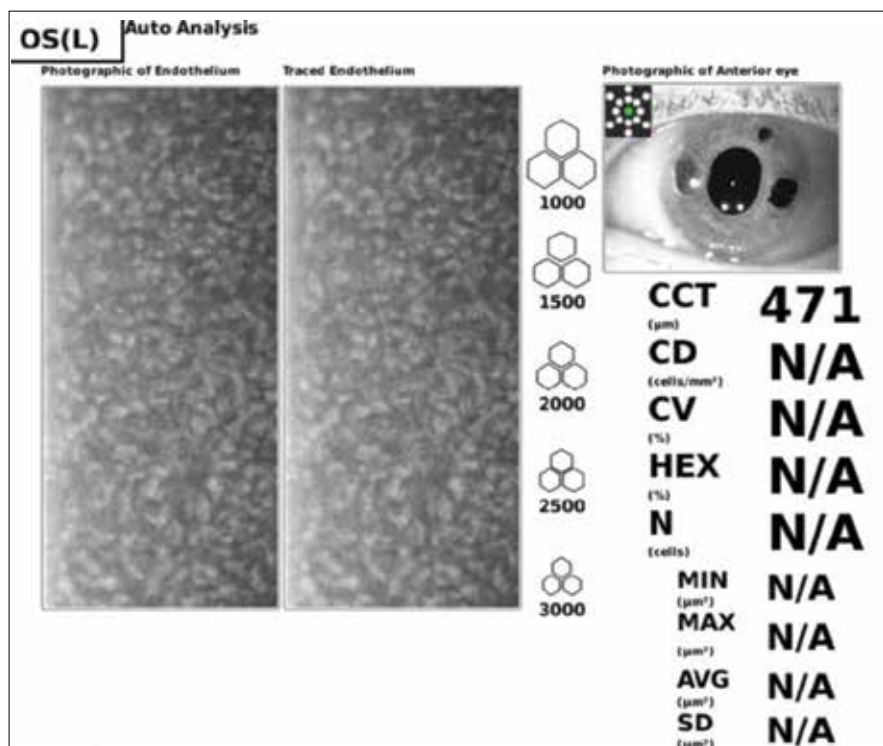 OS(L)
Auto Analysis
Photographic of Endothelium
Traced Endothelium
Photographic of Anterior eye
1000
1500
2000
2500
3000
CCT
(µm)
471
CD
(cells/mm²)
N/A
CV
(%)
N/A
HEX
(%)
N/A
N
(cells)
N/A
MIN
(µm²)
N/A
MAX
(µm²)
N/A
AVG
(µm²)
N/A
SD
(µm²)
N/A